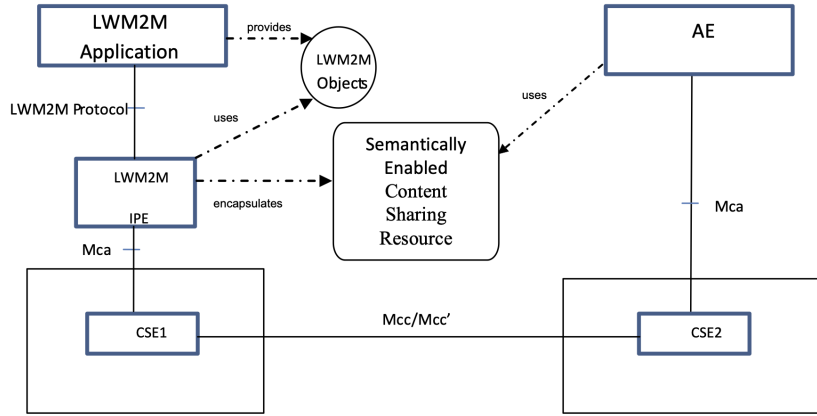 LWM2M
Application
provides
LWM2M
Objects
AE
LWM2M Protocol
uses
uses
Semantically
Enabled
Content
Sharing
Resource
LWM2M
IPE
encapsulates
Mca
Mca
CSE1
Mcc/Mcc’
CSE2